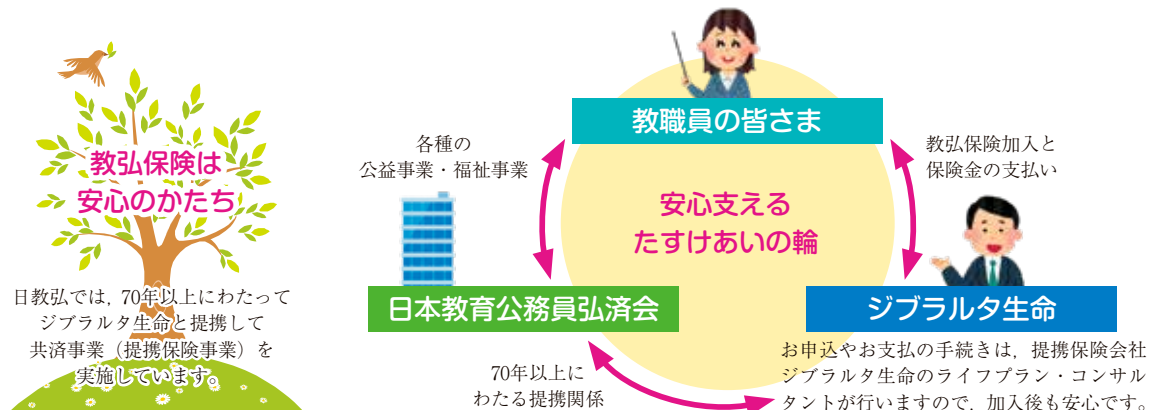 教弘保険は
安心のかたち
日教弘では，70年以上にわたって
ジブラルタ生命と提携して
共済事業（提携保険事業）を
実施しています。
教職員の皆さま
各種の
公益事業・福祉事業
教弘保険加入と
保険金の支払い
安心支える
たすけあいの輪
日本教育公務員弘済会
ジブラルタ生命
70年以上に
わたる提携関係
お申込やお支払の手続きは，提携保険会社
ジブラルタ生命のライフプラン・コンサル
タントが行いますので，加入後も安心です。